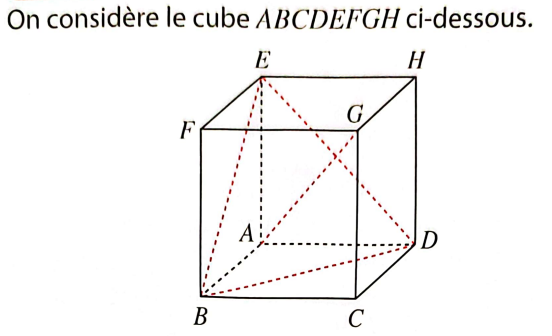 On considère le cube ABCDEFGH ci-dessous.
E H
F G
A D
B C